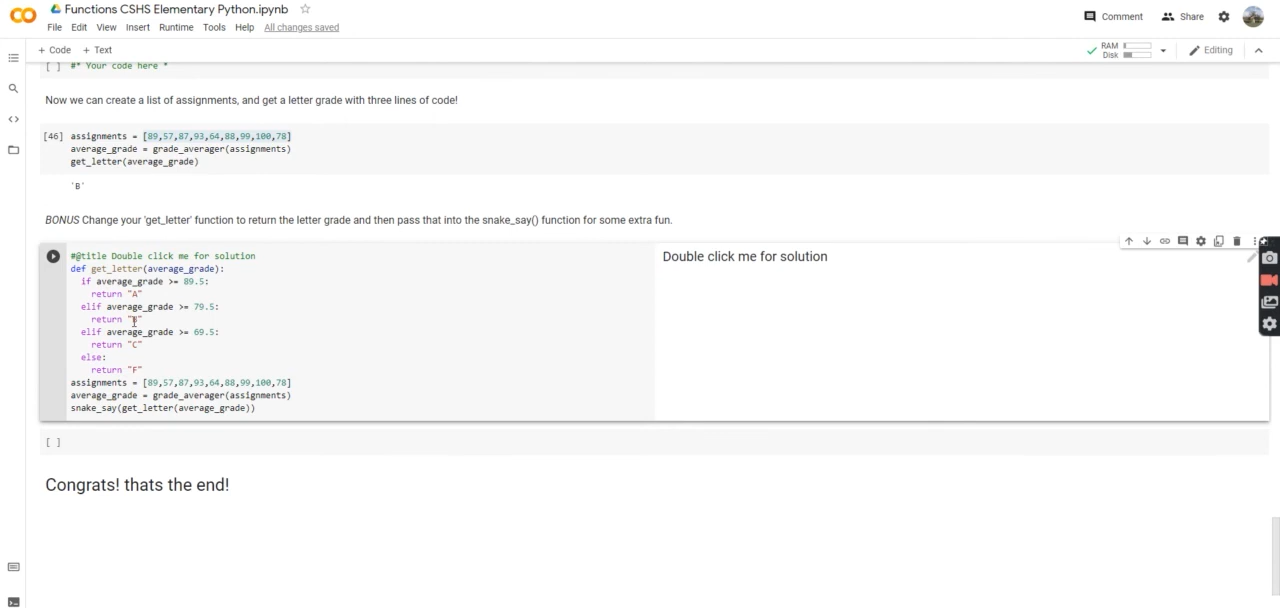 Functions CSHS Elementary Python.ipynb
File Edit View Insert Runtime Tools Help All changes saved
Comment Share
+ Code + Text
RAM
Disk
Editing
[ ] #* Your code here *
Now we can create a list of assignments, and get a letter grade with three lines of code!
[46] assignments = [89,57,87,93,64,88,99,100,78]
average_grade = grade_averager(assignments)
get_letter(average_grade)
'B'
BONUS Change your 'get_letter' function to return the letter grade and then pass that into the snake_say() function for some extra fun.
#@title Double click me for solution
def get_letter(average_grade):
if average_grade >= 89.5:
return "A"
elif average_grade >= 79.5:
return "B"
elif average_grade >= 69.5:
return "C"
else:
return "F"
assignments = [89,57,87,93,64,88,99,100,78]
average_grade = grade_averager(assignments)
snake_say(get_letter(average_grade))
Double click me for solution
[ ]
Congrats! thats the end!